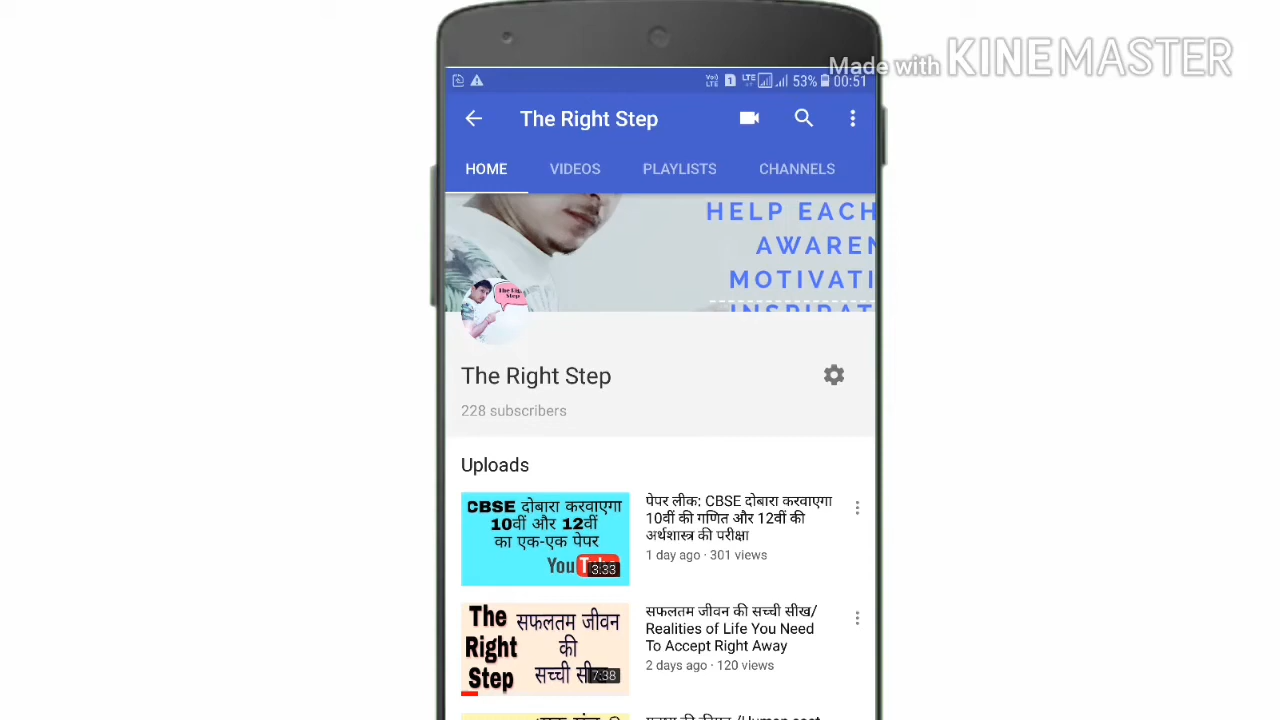 Made with KINEMASTER
53% 00:51
The Right Step
HOME VIDEOS PLAYLISTS CHANNELS
HELP EACH
AWAREN
MOTIVATI
The Right Step
228 subscribers
Uploads
CBSE दोबारा करवाएगा
10वीं और 12वीं
का एक-एक पेपर
YouTube
3:33
पेपर लीक: CBSE दोबारा करवाएगा
10वीं की गणित और 12वीं की
अर्थशास्त्र की परीक्षा
1 day ago · 301 views
The
Right
Step
सफलतम जीवन
की
सच्ची
7:38
सफलतम जीवन की सच्ची सीख/
Realities of Life You Need
To Accept Right Away
2 days ago · 120 views